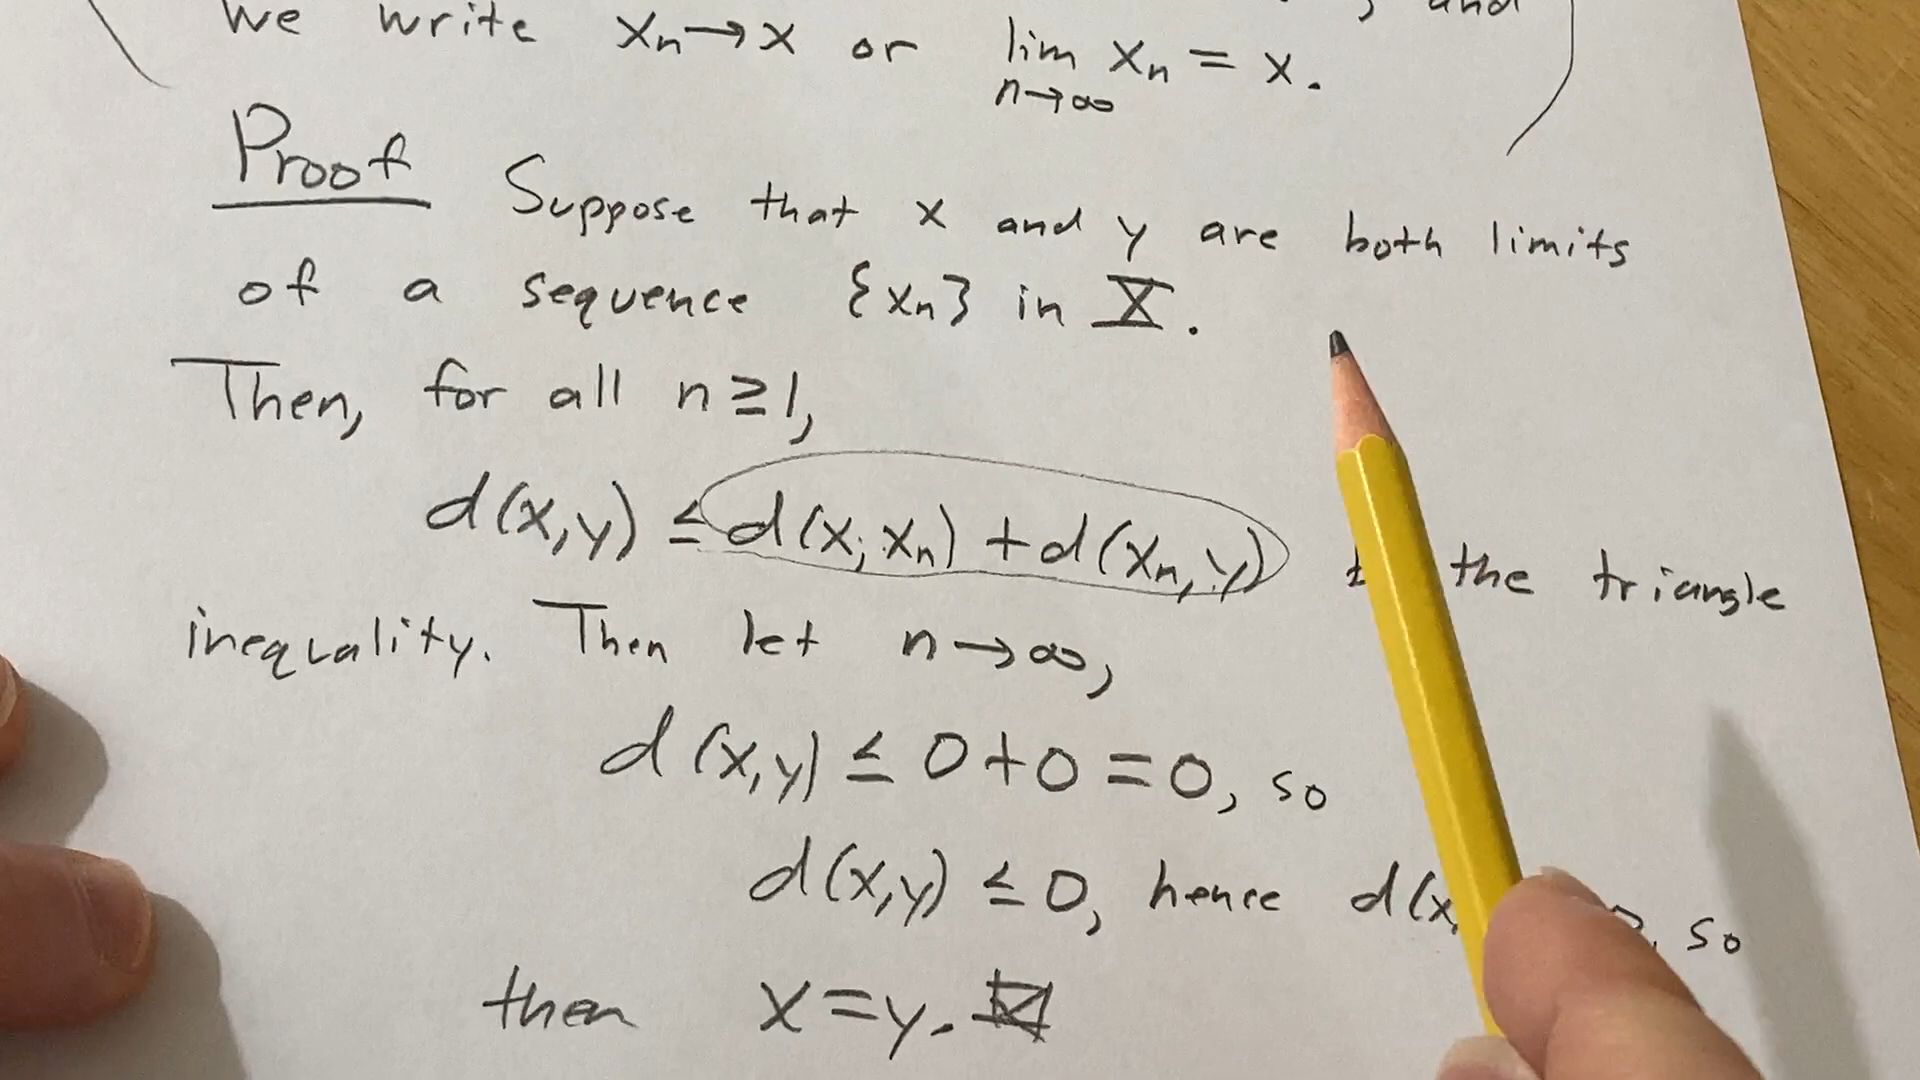 we write xₙ→x or lim xₙ = x.
n→∞
Proof Suppose that x and y are both limits
of a sequence {xₙ} in X.
Then, for all n≥1,
d(x,y) ≤ d(x,xₙ)+d(xₙ,y) the triangle
inequality. Then let n→∞,
d(x,y) ≤ 0+0=0, so
d(x,y) ≤ 0, hence d(x, so
then x=y.